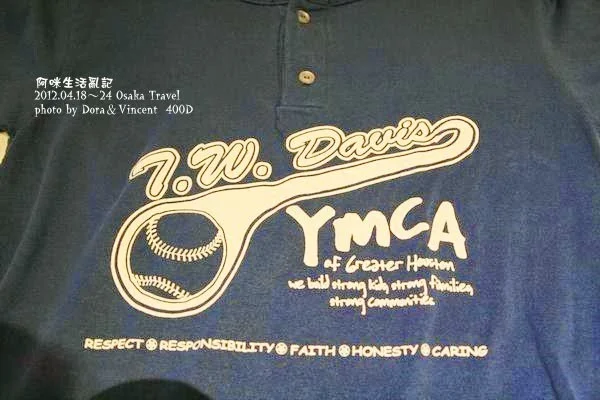 阿咪生活亂記
2012.04.18～24 Osaka Travel
photo by Dora & Vincent 400D
T.W. Davis
YMCA
of Greater Houston
we build strong kids, strong families,
strong communities.
RESPECT RESPONSIBILITY FAITH HONESTY CARING